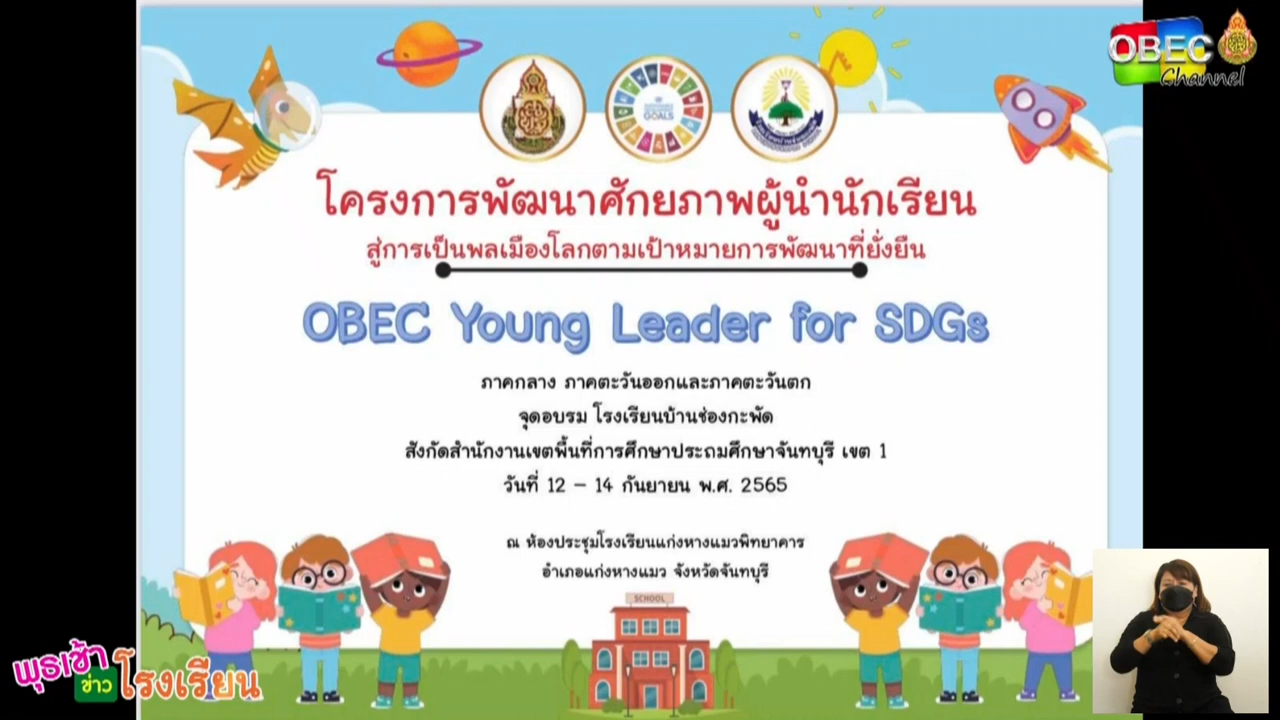 OBEC
Channel
SUSTAINABLE DEVELOPMENT
GOALS
โครงการพัฒนาศักยภาพผู้นำนักเรียน
สู่การเป็นพลเมืองโลกตามเป้าหมายการพัฒนาที่ยั่งยืน
OBEC Young Leader for SDGs
ภาคกลาง ภาคตะวันออกและภาคตะวันตก
จุดอบรม โรงเรียนบ้านช่องกะพัด
สังกัดสำนักงานเขตพื้นที่การศึกษาประถมศึกษาจันทบุรี เขต 1
วันที่ 12 – 14 กันยายน พ.ศ. 2565
ณ ห้องประชุมโรงเรียนแก่งหางแมวพิทยาคาร
อำเภอแก่งหางแมว จังหวัดจันทบุรี
SCHOOL
พุธเช้า
ข่าว
โรงเรียน